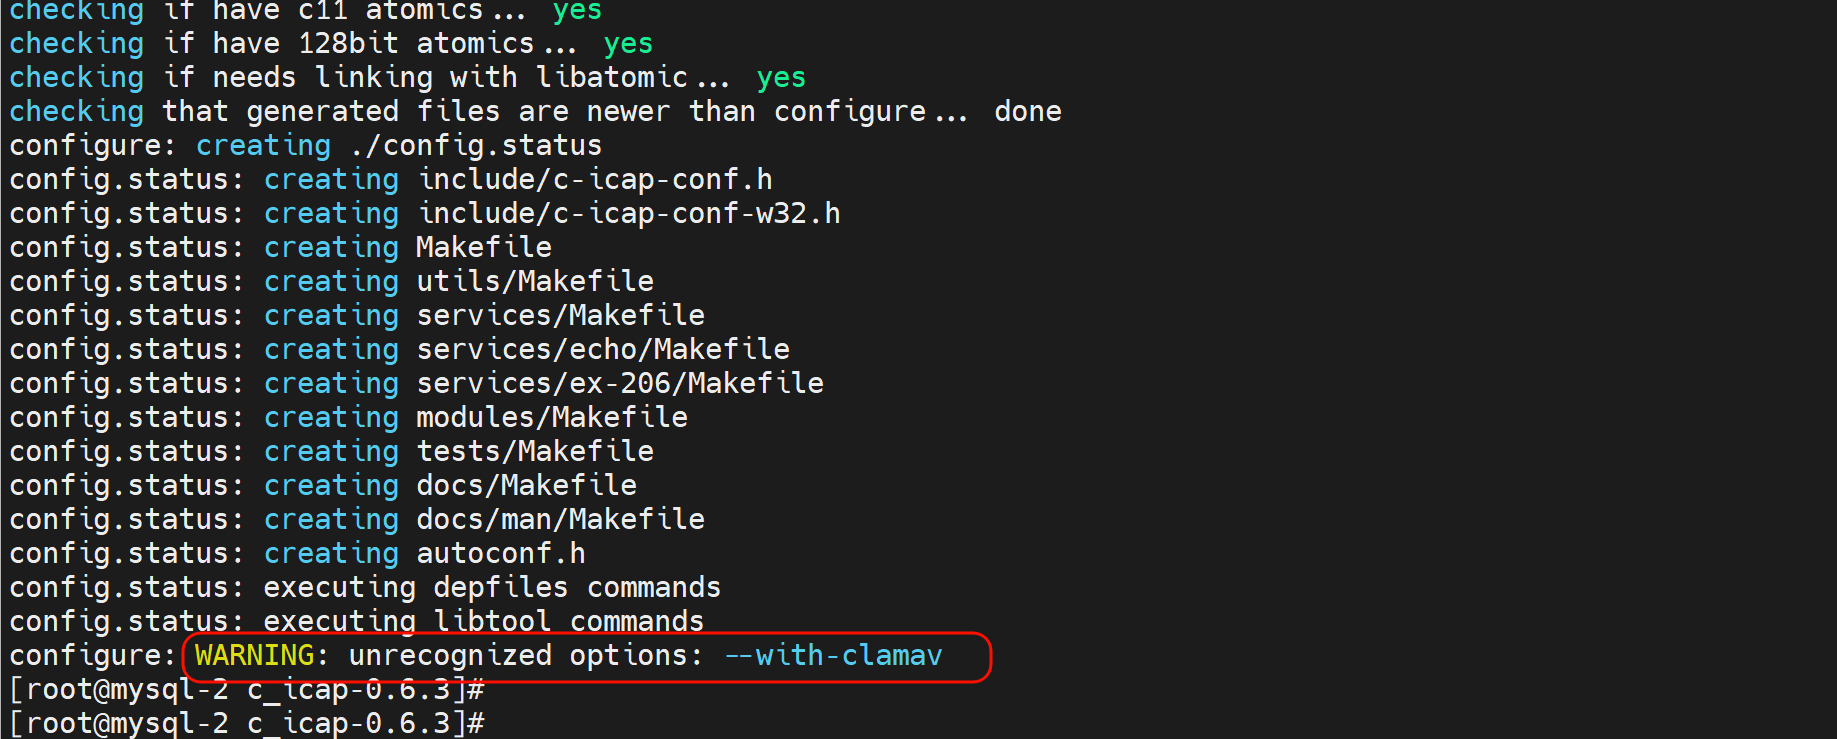 checking if have c11 atomics... yes
checking if have 128bit atomics... yes
checking if needs linking with libatomic... yes
checking that generated files are newer than configure... done
configure: creating ./config.status
config.status: creating include/c-icap-conf.h
config.status: creating include/c-icap-conf-w32.h
config.status: creating Makefile
config.status: creating utils/Makefile
config.status: creating services/Makefile
config.status: creating services/echo/Makefile
config.status: creating services/ex-206/Makefile
config.status: creating modules/Makefile
config.status: creating tests/Makefile
config.status: creating docs/Makefile
config.status: creating docs/man/Makefile
config.status: creating autoconf.h
config.status: executing depfiles commands
config.status: executing libtool commands
configure: WARNING: unrecognized options: --with-clamav
[root@mysql-2 c_icap-0.6.3]#
[root@mysql-2 c_icap-0.6.3]#